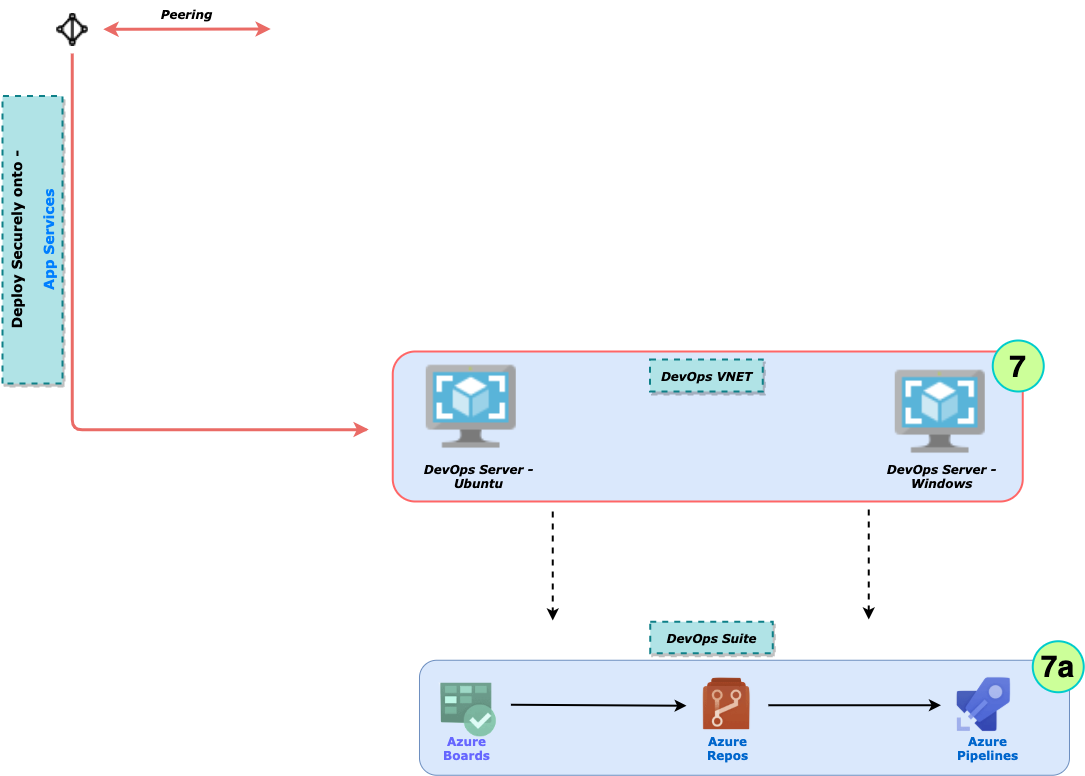 Peering
Deploy Securely onto -
App Services
7
DevOps VNET
DevOps Server -
Ubuntu
DevOps Server -
Windows
DevOps Suite
7a
Azure
Boards
Azure
Repos
Azure
Pipelines